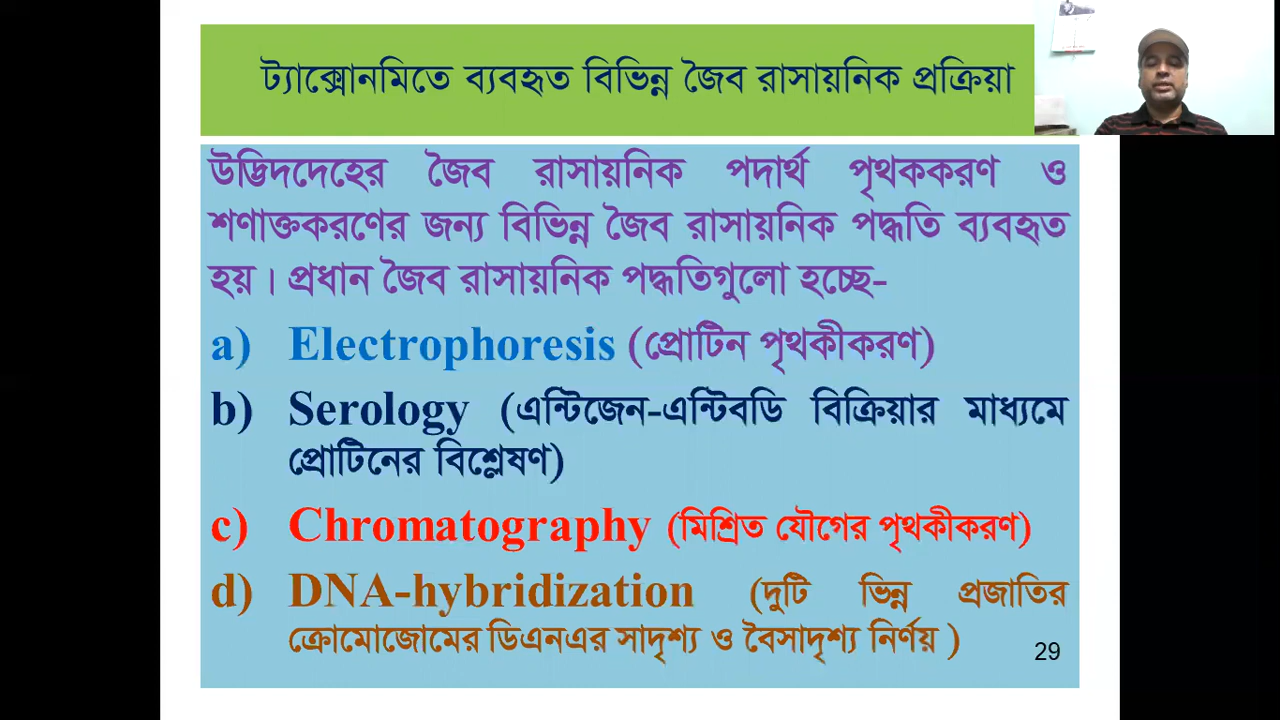 ট্যাক্সোনমিতে ব্যবহৃত বিভিন্ন জৈব রাসায়নিক প্রক্রিয়া
উদ্ভিদদেহের জৈব রাসায়নিক পদার্থ পৃথককরণ ও
শণাক্তকরণের জন্য বিভিন্ন জৈব রাসায়নিক পদ্ধতি ব্যবহৃত
হয়। প্রধান জৈব রাসায়নিক পদ্ধতিগুলো হচ্ছে-
a) Electrophoresis (প্রোটিন পৃথকীকরণ)
b) Serology (এন্টিজেন-এন্টিবডি বিক্রিয়ার মাধ্যমে
প্রোটিনের বিশ্লেষণ)
c) Chromatography (মিশ্রিত যৌগের পৃথকীকরণ)
d) DNA-hybridization (দুটি ভিন্ন প্রজাতির
ক্রোমোজোমের ডিএনএর সাদৃশ্য ও বৈসাদৃশ্য নির্ণয় )
29